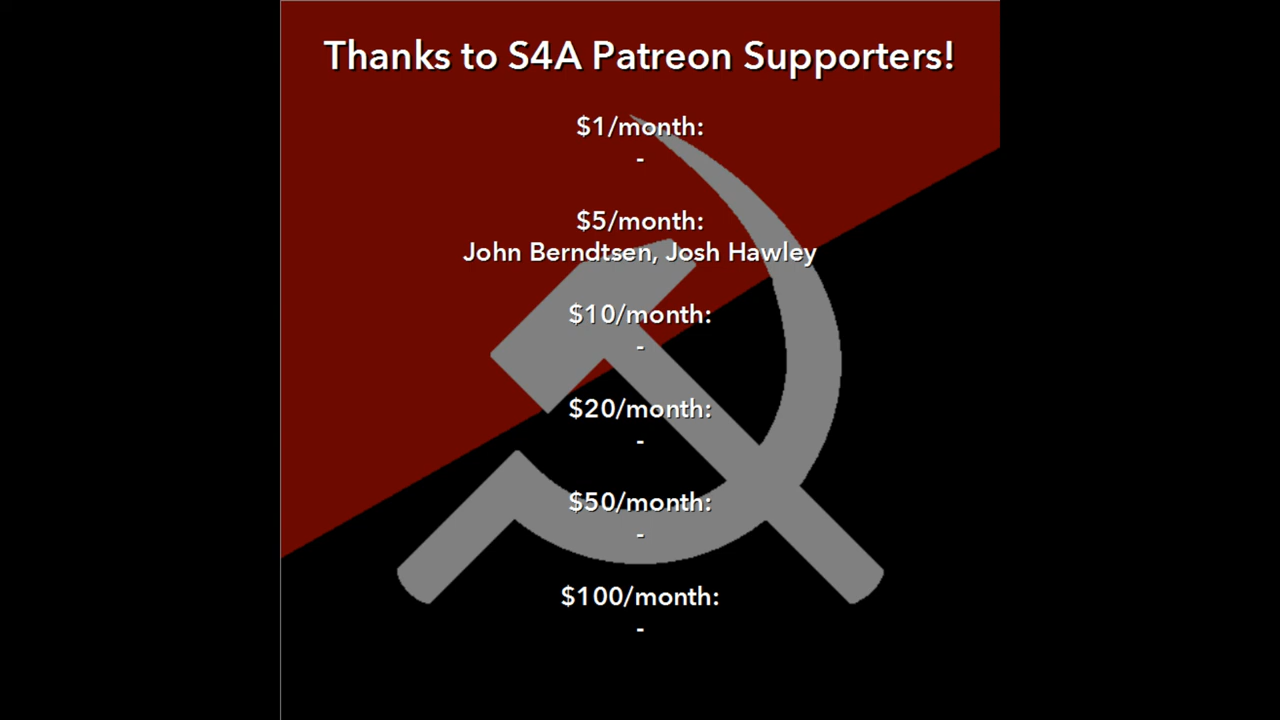 Thanks to S4A Patreon Supporters!
$1/month:
-
$5/month:
John Berndtsen, Josh Hawley
$10/month:
-
$20/month:
-
$50/month:
-
$100/month:
-